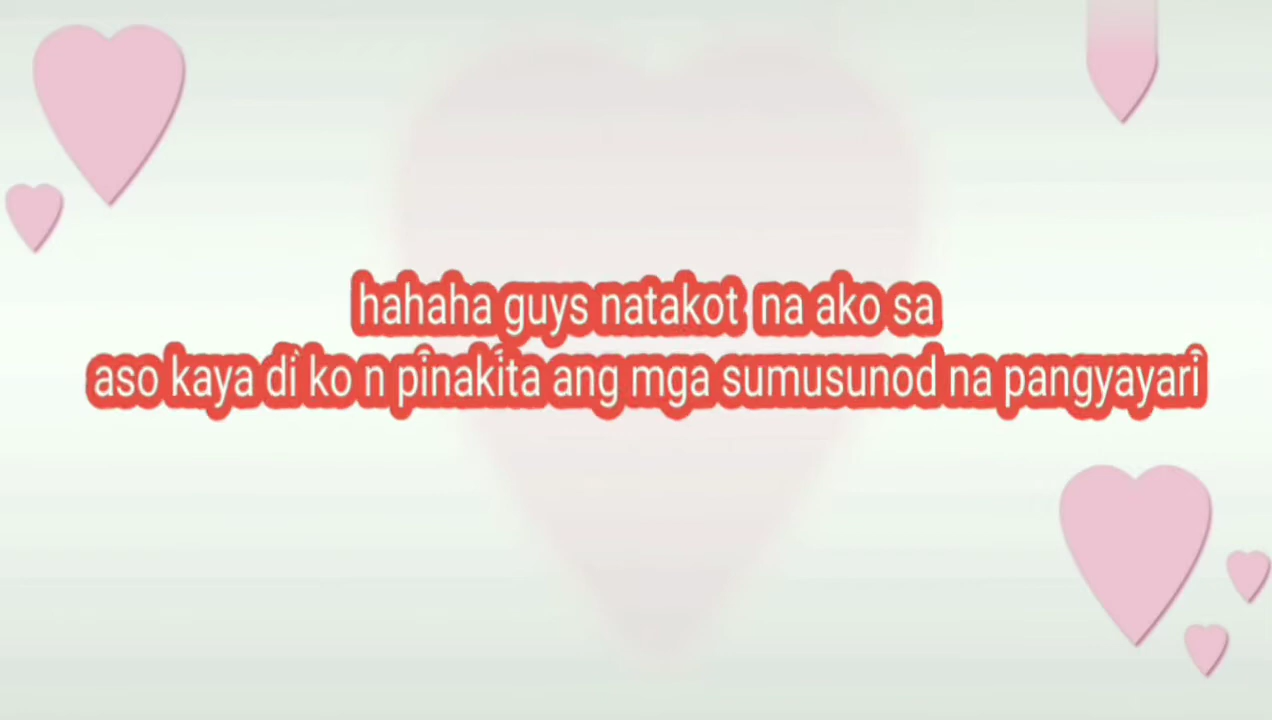 hahaha guys natakot na ako sa
aso kaya di ko n pinakita ang mga sumusunod na pangyayari